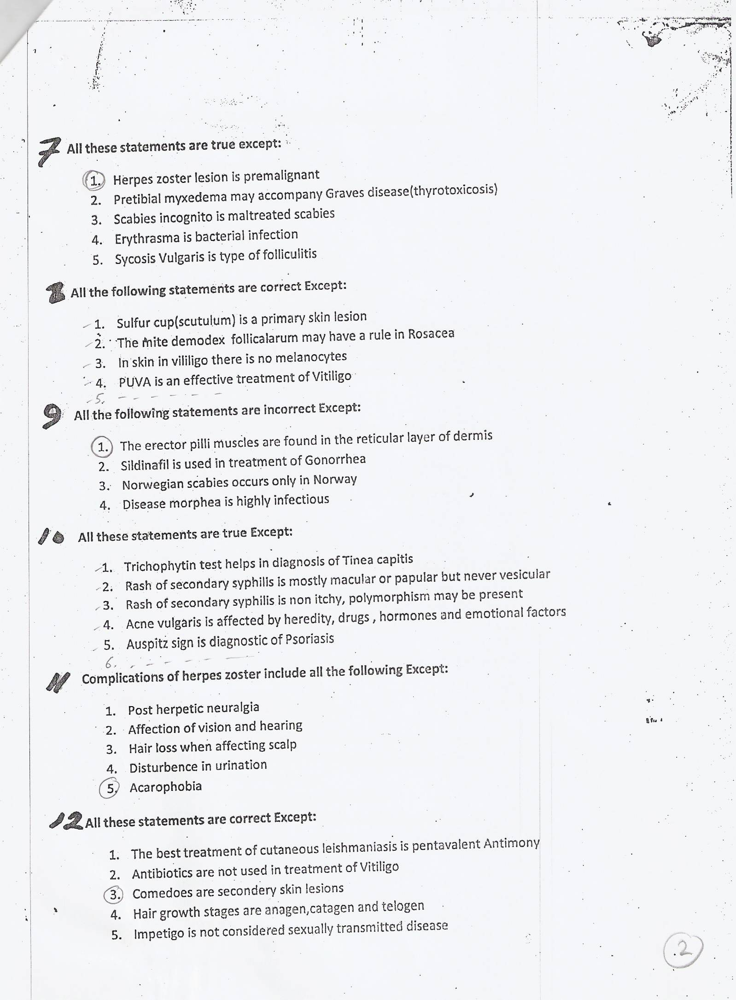 7 All these statements are true except:
1. Herpes zoster lesion is premalignant
2. Pretibial myxedema may accompany Graves disease(thyrotoxicosis)
3. Scabies incognito is maltreated scabies
4. Erythrasma is bacterial infection
5. Sycosis Vulgaris is type of folliculitis
8 All the following statements are correct Except:
1. Sulfur cup(scutulum) is a primary skin lesion
2. The mite demodex follicalarum may have a rule in Rosacea
3. In skin in vililigo there is no melanocytes
4. PUVA is an effective treatment of Vitiligo
5. – – – – – –
9 All the following statements are incorrect Except:
1. The erector pilli muscles are found in the reticular layer of dermis
2. Sildinafil is used in treatment of Gonorrhea
3. Norwegian scabies occurs only in Norway
4. Disease morphea is highly infectious
10 All these statements are true Except:
1. Trichophytin test helps in diagnosis of Tinea capitis
2. Rash of secondary syphilis is mostly macular or papular but never vesicular
3. Rash of secondary syphilis is non itchy, polymorphism may be present
4. Acne vulgaris is affected by heredity, drugs , hormones and emotional factors
5. Auspitz sign is diagnostic of Psoriasis
6. – – – – – –
11 Complications of herpes zoster include all the following Except:
1. Post herpetic neuralgia
2. Affection of vision and hearing
3. Hair loss when affecting scalp
4. Disturbence in urination
5. Acarophobia
12 All these statements are correct Except:
1. The best treatment of cutaneous leishmaniasis is pentavalent Antimony
2. Antibiotics are not used in treatment of Vitiligo
3. Comedoes are secondery skin lesions
4. Hair growth stages are anagen,catagen and telogen
5. Impetigo is not considered sexually transmitted disease
.2